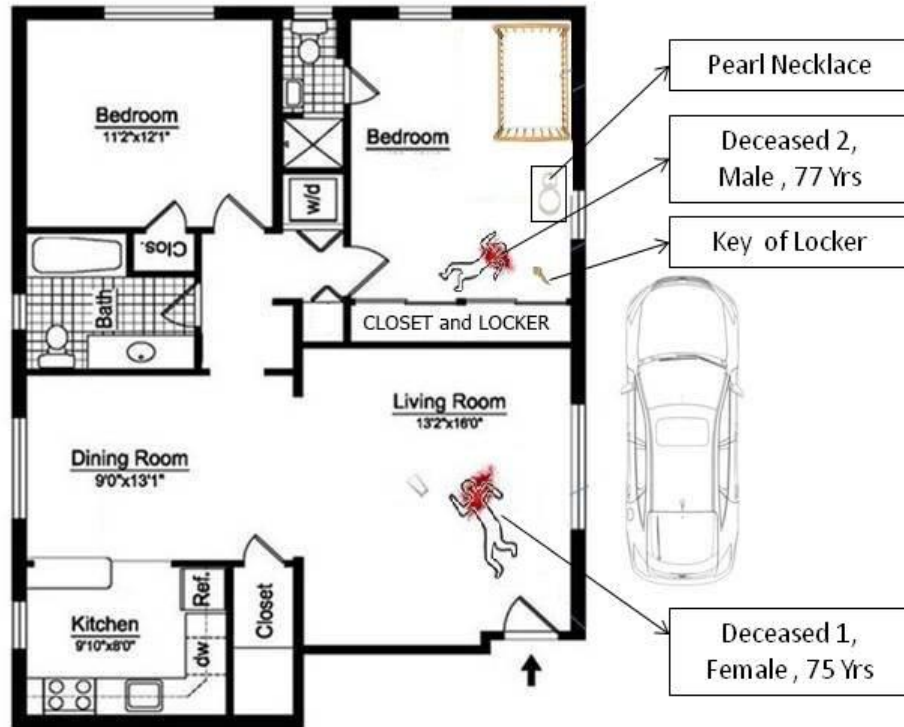 Bedroom
11'2"x12'1"
Bedroom
w/d
Clos.
Bath
CLOSET and LOCKER
Living Room
13'2"x16'0"
Dining Room
9'0"x13'1"
Ref.
dw
Closet
Kitchen
9'10"x8'0"
Pearl Necklace
Deceased 2,
Male , 77 Yrs
Key of Locker
Deceased 1,
Female , 75 Yrs